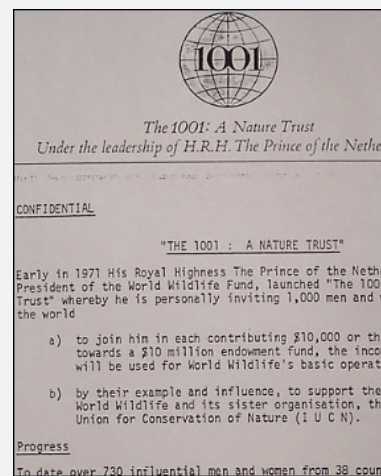 1001
The 1001: A Nature Trust
Under the leadership of H.R.H. The Prince of the Nethe
CONFIDENTIAL
"THE 1001 : A NATURE TRUST"
Early in 1971 His Royal Highness The Prince of the Neth
President of the World Wildlife Fund, launched "The 100
Trust" whereby he is personally inviting 1,000 men and
the world
a) to join him in each contributing $10,000 or th
towards a $10 million endowment fund, the inco
will be used for World Wildlife's basic operat
b) by their example and influence, to support the
World Wildlife and its sister organisation, th
Union for Conservation of Nature (I U C N).
Progress
To date over 730 influential men and women from 38 coun